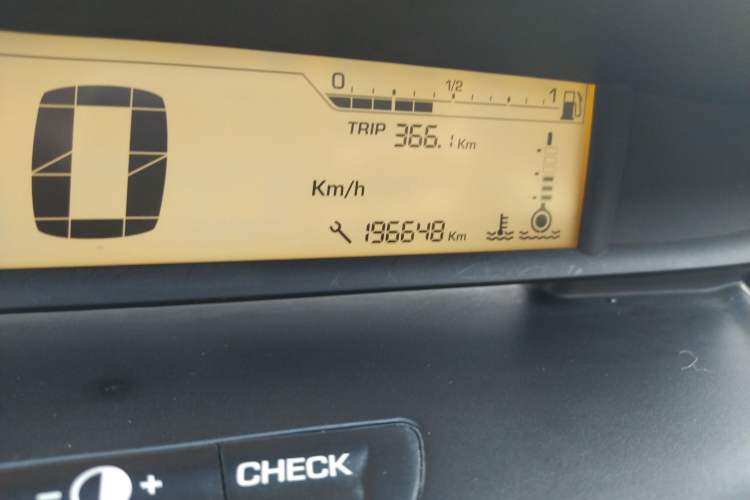 0 1/2 1
TRIP 366.1 Km
0
Km/h
196648 Km
- + CHECK